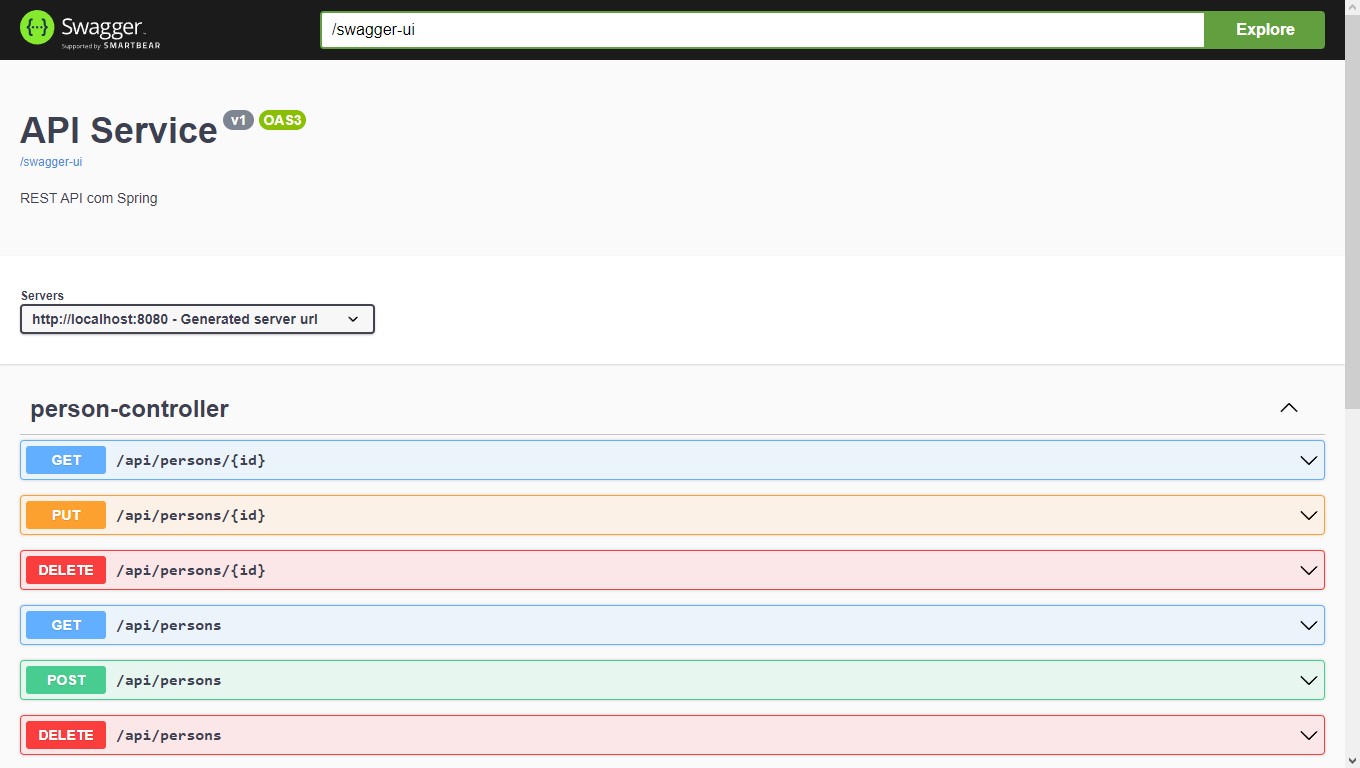 {···} Swagger
Supported by SMARTBEAR
/swagger-ui
Explore
API Service v1 OAS3
/swagger-ui
REST API com Spring
Servers
http://localhost:8080 - Generated server url
person-controller
GET /api/persons/{id}
PUT /api/persons/{id}
DELETE /api/persons/{id}
GET /api/persons
POST /api/persons
DELETE /api/persons